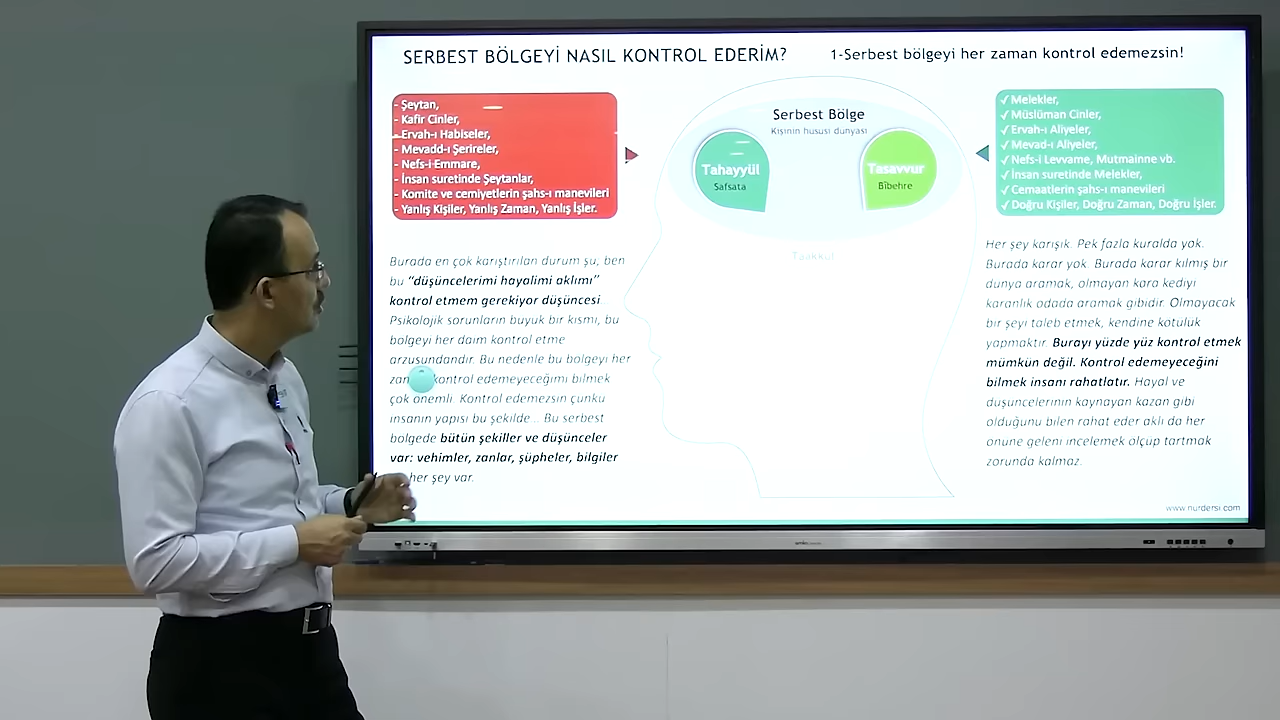 SERBEST BÖLGEYİ NASIL KONTROL EDERİM?
1-Serbest bölgeyi her zaman kontrol edemezsin!
- Şeytan,
- Kafir Cinler,
- Ervah-ı Habiseler,
- Mevadd-ı Şerireler,
- Nefs-i Emmare,
- İnsan suretinde Şeytanlar,
- Komite ve cemiyetlerin şahs-ı manevileri
- Yanlış Kişiler, Yanlış Zaman, Yanlış İşler.
Serbest Bölge
Kişinin hususi dünyası
Tahayyül
Safsata
Tasavvur
Bîbehre
Taakkul
✓ Melekler,
✓ Müslüman Cinler,
✓ Ervah-ı Aliyeler,
✓ Mevad-ı Aliyeler,
✓ Nefs-i Levvame, Mutmainne vb.
✓ İnsan suretinde Melekler,
✓ Cemaatlerin şahs-ı manevileri
✓ Doğru Kişiler, Doğru Zaman, Doğru İşler.
Burada en çok karıştırılan durum şu; ben
bu "düşüncelerimi hayalimi aklımı"
kontrol etmem gerekiyor düşüncesi.
Psikolojik sorunların büyük bir kısmı, bu
bölgeyi her daim kontrol etme
arzusundandır. Bu nedenle bu bölgeyi her
kontrol edemeyeceğimi bilmek
çok önemli. Kontrol edemezsin çünkü
insanın yapısı bu şekilde... Bu serbest
bölgede bütün şekiller ve düşünceler
var: vehimler, zanlar, şüpheler, bilgiler
her şey var.
Her şey karışık. Pek fazla kuralda yok.
Burada karar yok. Burada karar kılmış bir
dünya aramak, olmayan kara kediyi
karanlık odada aramak gibidir. Olmayacak
bir şeyi taleb etmek, kendine kötülük
yapmaktır. Burayı yüzde yüz kontrol etmek
mümkün değil. Kontrol edemeyeceğini
bilmek insanı rahatlatır. Hayal ve
düşüncelerinin kaynayan kazan gibi
olduğunu bilen rahat eder aklı da her
önüne geleni incelemek ölçüp tartmak
zorunda kalmaz.
www.nurdersi.com